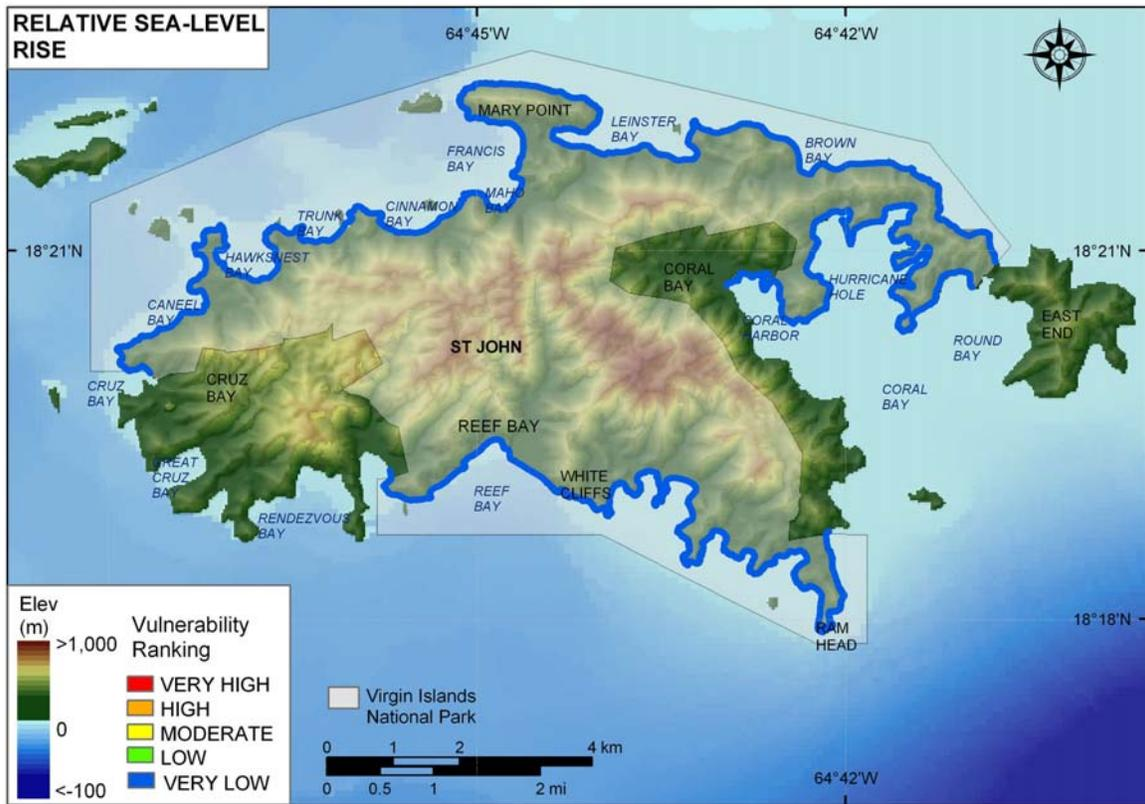 RELATIVE SEA-LEVEL
RISE
64°45'W
64°42'W
MARY POINT
LEINSTER
BAY
BROWN
BAY
FRANCIS
BAY
MAHO
BAY
CINNAMON
BAY
TRUNK
BAY
18°21'N
18°21'N
HAWKSNEST
BAY
CORAL
BAY
HURRICANE
HOLE
CANEEL
BAY
CORAL
HARBOR
EAST
END
ROUND
BAY
ST JOHN
CRUZ
BAY
CRUZ
BAY
CORAL
BAY
REEF BAY
GREAT
CRUZ
BAY
WHITE
CLIFFS
REEF
BAY
RENDEZVOUS
BAY
18°18'N
RAM
HEAD
Elev
(m)
>1,000
0
<-100
Vulnerability
Ranking
VERY HIGH
HIGH
MODERATE
LOW
VERY LOW
Virgin Islands
National Park
0 1 2 4 km
0 0.5 1 2 mi
64°42'W